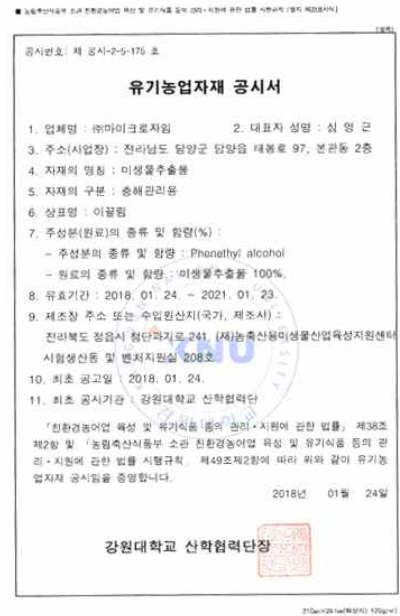 ■ 농림축산식품부 소관 친환경농어업 육성 및 유기식품 등의 관리·지원에 관한 법률 시행규칙 [별지 제20호서식]
(앞쪽)
공시번호: 제 공시-2-5-175 호
유기농업자재 공시서
1. 업체명 : ㈜마이크로자임 2. 대표자 성명 : 심 영 근
3. 주소(사업장) : 전라남도 담양군 담양읍 태봉로 97, 본관동 2층
4. 자재의 명칭 : 미생물추출물
5. 자재의 구분 : 충해관리용
6. 상표명 : 이끌림
7. 주성분(원료)의 종류 및 함량(%) :
- 주성분의 종류 및 함량 : Phenethyl alcohol
- 원료의 종류 및 함량 : 미생물추출물 100%.
8. 유효기간 : 2018. 01. 24. ~ 2021. 01. 23.
9. 제조장 주소 또는 수입원산지(국가, 제조사) :
전라북도 정읍시 첨단과기로 241, (재)농축산용미생물산업육성지원센터
시험생산동 및 벤처지원실 208호
KNU
10. 최초 공고일 : 2018. 01. 24.
11. 최초 공시기관 : 강원대학교 산학협력단
「친환경농어업 육성 및 유기식품 등의 관리·지원에 관한 법률」 제38조
제2항 및 「농림축산식품부 소관 친환경농어업 육성 및 유기식품 등의 관
리·지원에 관한 법률 시행규칙」 제49조제2항에 따라 위와 같이 유기농
업자재 공시임을 증명합니다.
2018년 01월 24일
강원대학교 산학협력단장